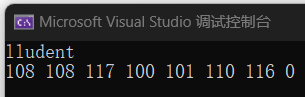 Microsoft Visual Studio 调试控制台
lludent
108 108 117 100 101 110 116 0